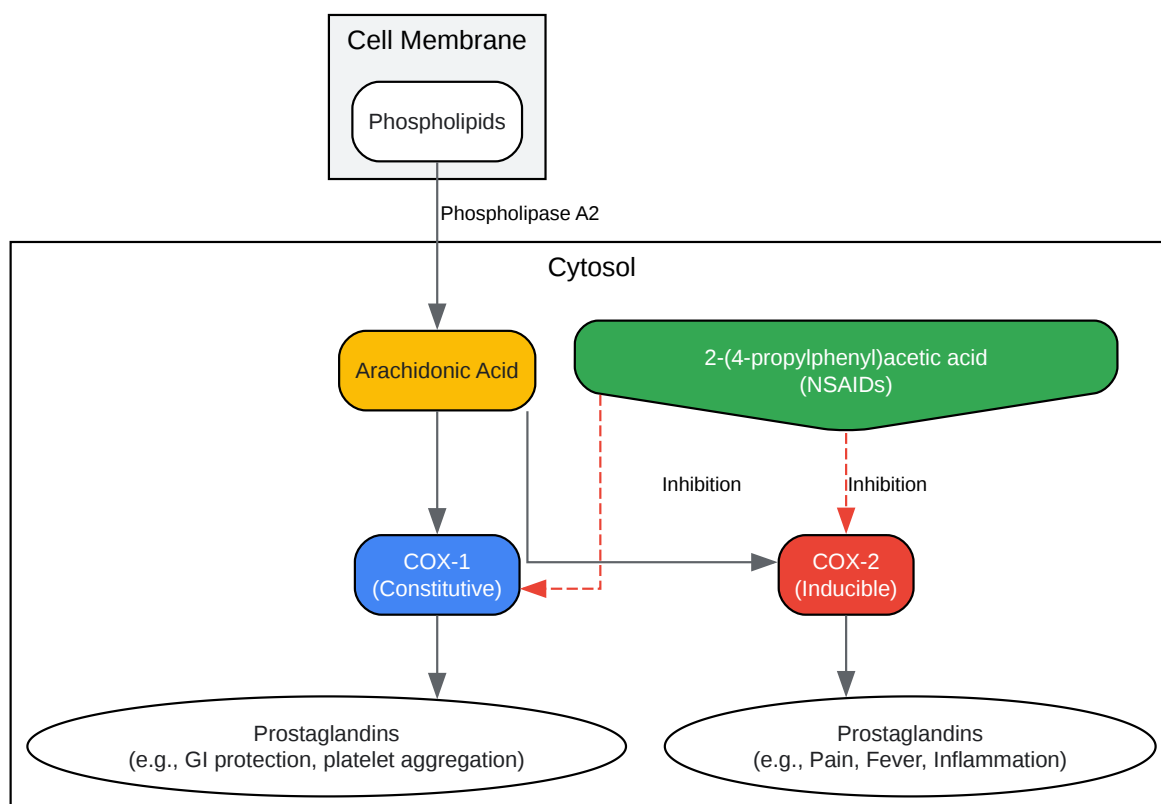 Cell Membrane
Phospholipids
Phospholipase A2
Cytosol
Arachidonic Acid
2-(4-propylphenyl)acetic acid
(NSAIDs)
Inhibition
Inhibition
COX-1
(Constitutive)
COX-2
(Inducible)
Prostaglandins
(e.g., GI protection, platelet aggregation)
Prostaglandins
(e.g., Pain, Fever, Inflammation)